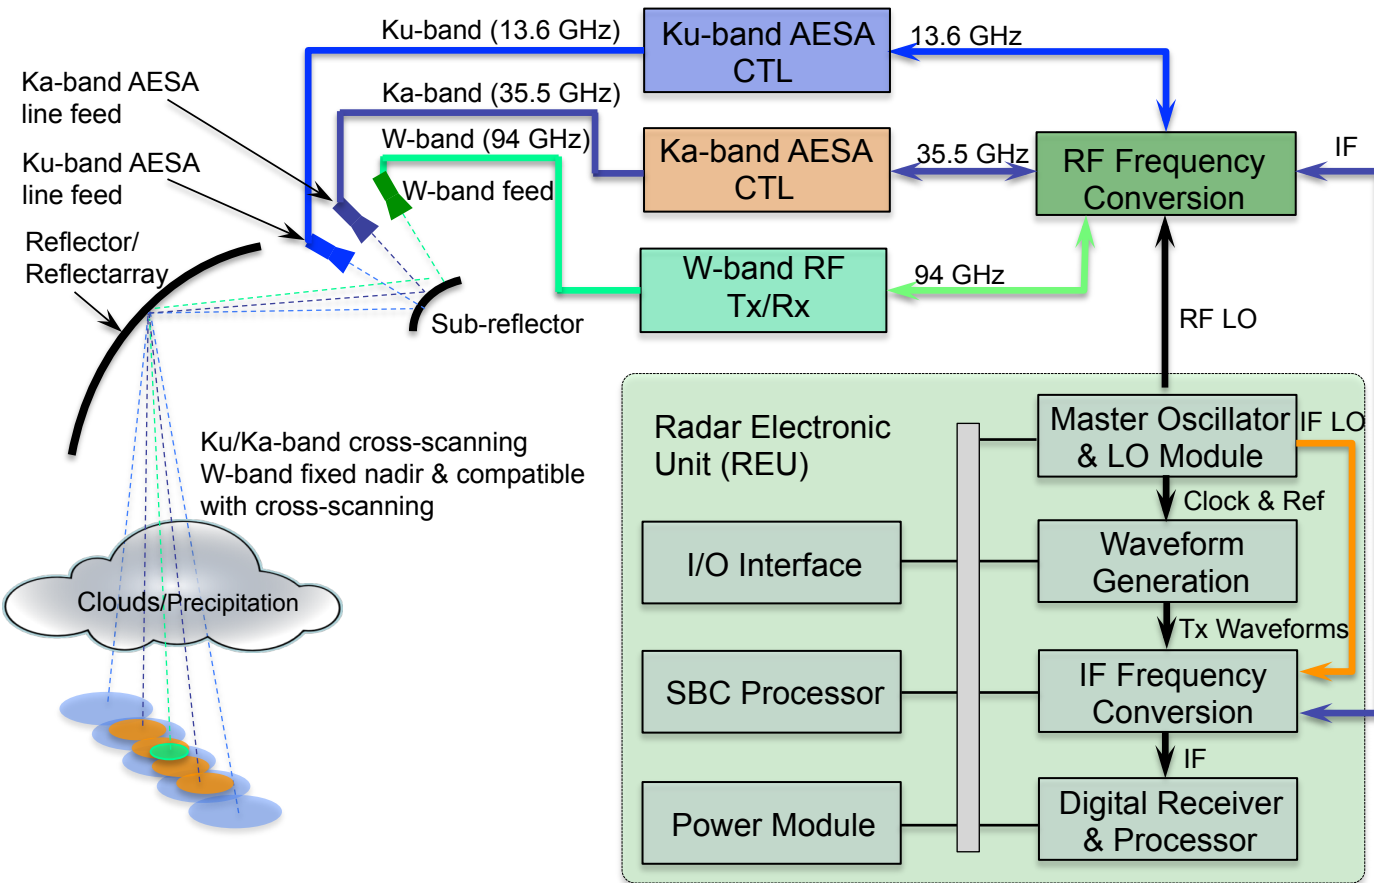 Ku-band (13.6 GHz)
Ku-band AESA
CTL
13.6 GHz
Ka-band AESA
line feed
Ka-band (35.5 GHz)
W-band (94 GHz)
Ka-band AESA
CTL
35.5 GHz
RF Frequency
Conversion
IF
Ku-band AESA
line feed
W-band feed
Reflector/
Reflectarray
Sub-reflector
W-band RF
Tx/Rx
94 GHz
RF LO
Radar Electronic
Unit (REU)
Master Oscillator
& LO Module
IF LO
Clock & Ref
Ku/Ka-band cross-scanning
W-band fixed nadir & compatible
with cross-scanning
I/O Interface
Waveform
Generation
Tx Waveforms
Clouds/Precipitation
SBC Processor
IF Frequency
Conversion
IF
Power Module
Digital Receiver
& Processor